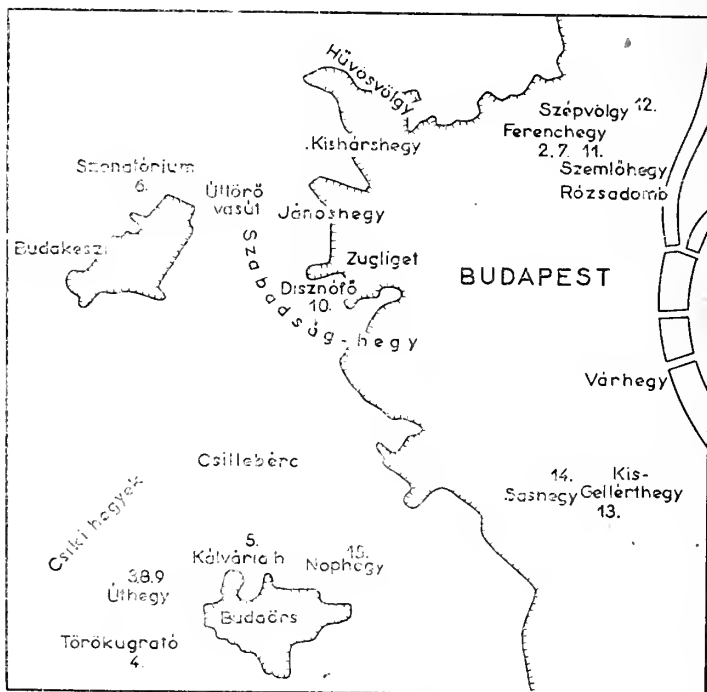 Hűvösvölgy
Szépvölgy 12.
Ferenchegy
2. 7. 11.
Szemlőhegy
Rózsadomb
Kishárshegy
Szanatórium
6.
Úttörő
vasút
Jánoshegy
Budakeszi
Zugliget
Disznófő
10.
BUDAPEST
Szabadság-hegy
Várhegy
Csillebérc
Csiki hegyek
14.
Sashegy
Kis-
Gellérthegy
13.
5.
Kálvária h
15.
Naphegy
3.8.9
Úthegy
Budaörs
Törökugrató
4.